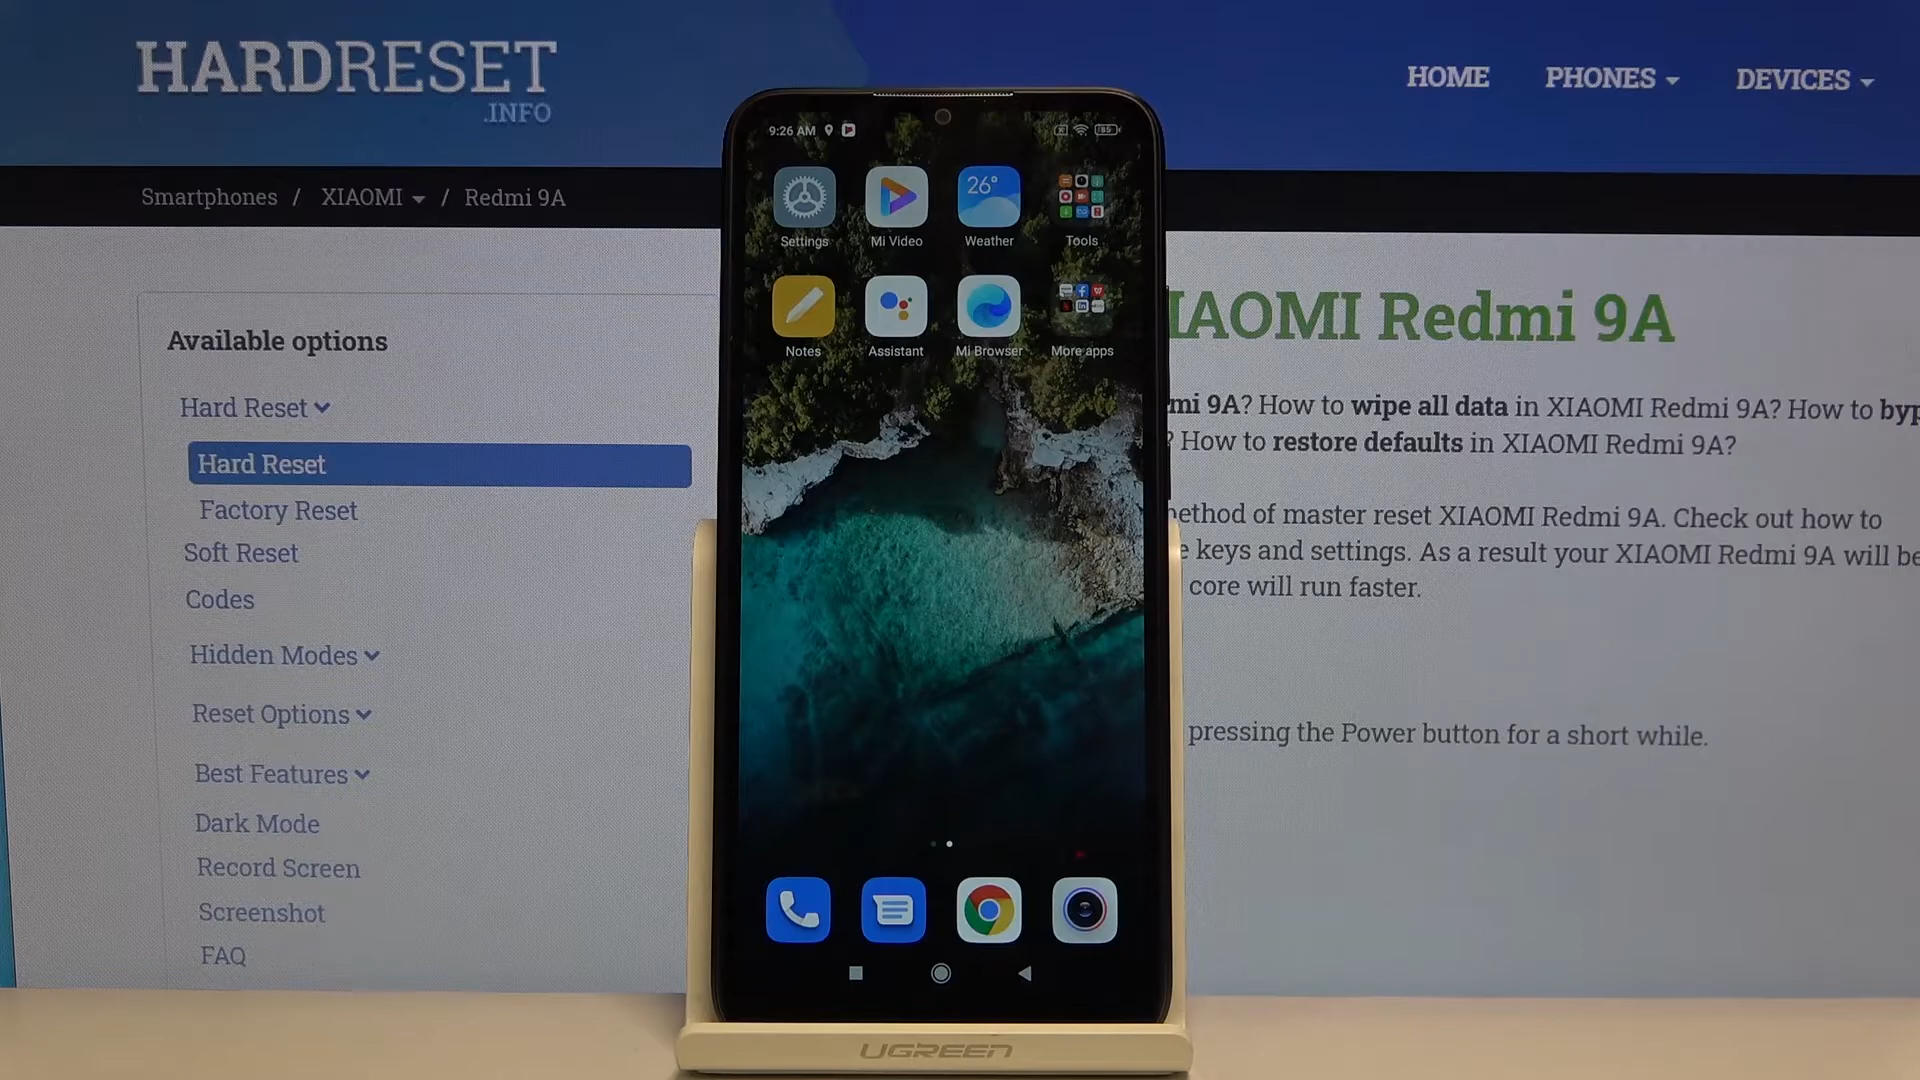 HARDRESET
.INFO
HOME PHONES DEVICES
Smartphones / XIAOMI / Redmi 9A
Available options
Hard Reset
Hard Reset
Factory Reset
Soft Reset
Codes
Hidden Modes
Reset Options
Best Features
Dark Mode
Record Screen
Screenshot
FAQ
9:26 AM
85
Settings
Mi Video
26°
Weather
Tools
Notes
Assistant
Mi Browser
More apps
IAOMI Redmi 9A
mi 9A? How to wipe all data in XIAOMI Redmi 9A? How to byp
? How to restore defaults in XIAOMI Redmi 9A?
ethod of master reset XIAOMI Redmi 9A. Check out how to
e keys and settings. As a result your XIAOMI Redmi 9A will be
core will run faster.
pressing the Power button for a short while.
UGREEN